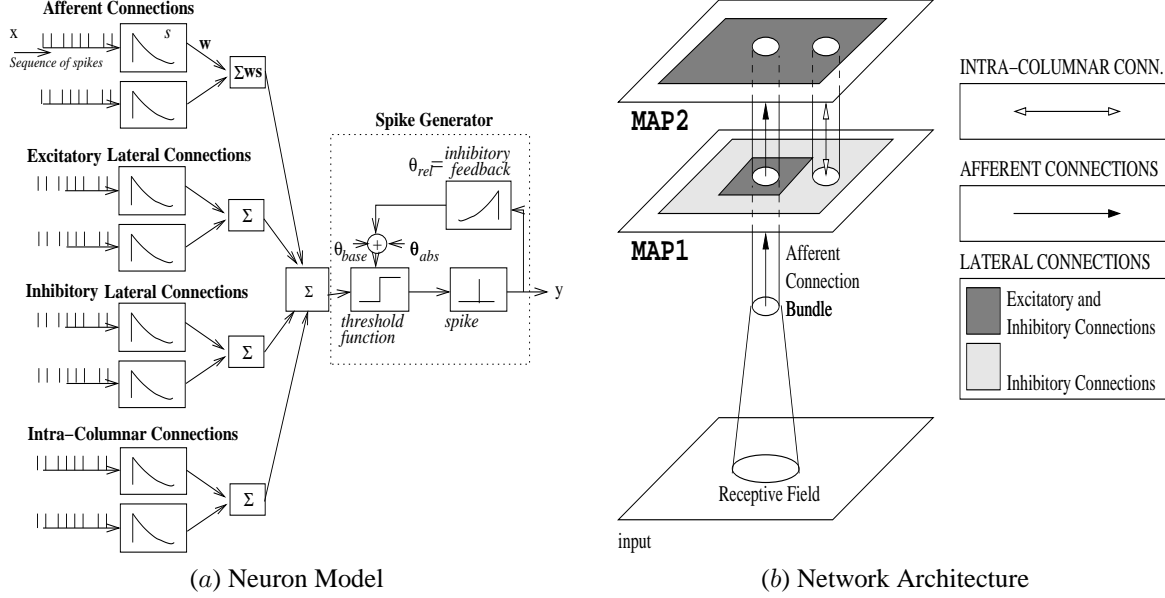 Afferent Connections
x
s
w
Sequence of spikes
Σws
Spike Generator
Excitatory Lateral Connections
θrel=inhibitory
feedback
Σ
+
θbase
θabs
Σ
y
Inhibitory Lateral Connections
threshold
function
spike
Σ
Intra−Columnar Connections
Σ
(a) Neuron Model
MAP2
MAP1
Afferent
Connection
Bundle
Receptive Field
input
INTRA−COLUMNAR CONN.
AFFERENT CONNECTIONS
LATERAL CONNECTIONS
Excitatory and
Inhibitory Connections
Inhibitory Connections
(b) Network Architecture